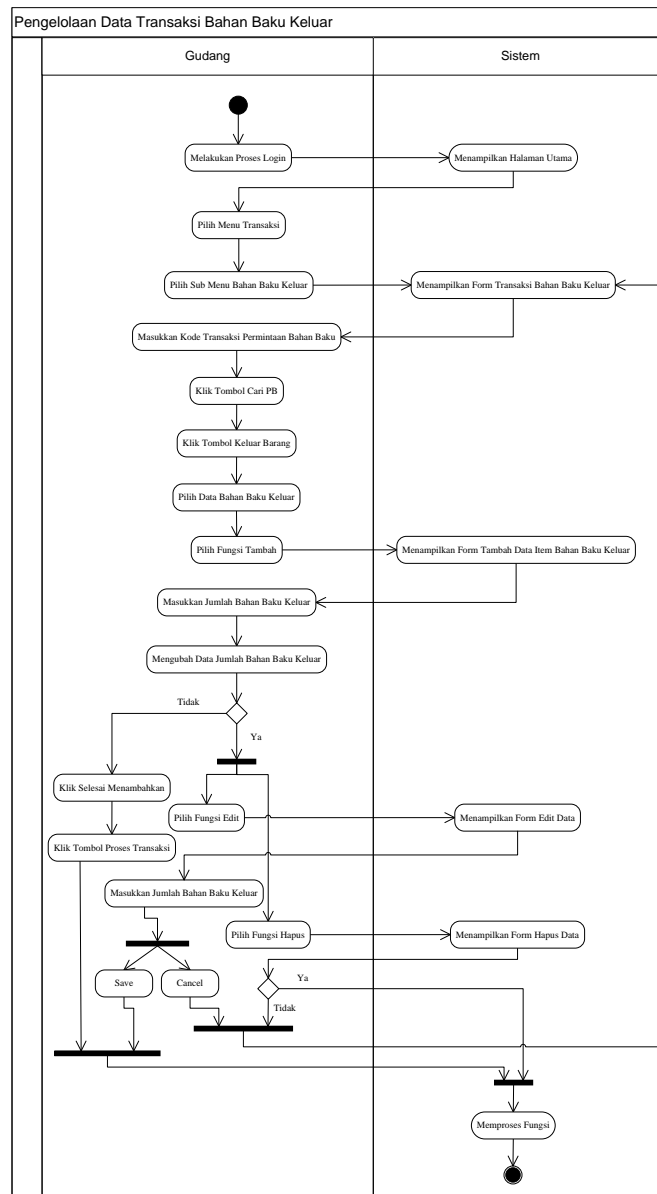 Pengelolaan Data Transaksi Bahan Baku Keluar
Gudang
Sistem
Melakukan Proses Login
Menampilkan Halaman Utama
Pilih Menu Transaksi
Pilih Sub Menu Bahan Baku Keluar
Menampilkan Form Transaksi Bahan Baku Keluar
Masukkan Kode Transaksi Permintaan Bahan Baku
Klik Tombol Cari PB
Klik Tombol Keluar Barang
Pilih Data Bahan Baku Keluar
Pilih Fungsi Tambah
Menampilkan Form Tambah Data Item Bahan Baku Keluar
Masukkan Jumlah Bahan Baku Keluar
Mengubah Data Jumlah Bahan Baku Keluar
Tidak
Ya
Klik Selesai Menambahkan
Pilih Fungsi Edit
Menampilkan Form Edit Data
Klik Tombol Proses Transaksi
Masukkan Jumlah Bahan Baku Keluar
Pilih Fungsi Hapus
Menampilkan Form Hapus Data
Save
Cancel
Ya
Tidak
Memproses Fungsi